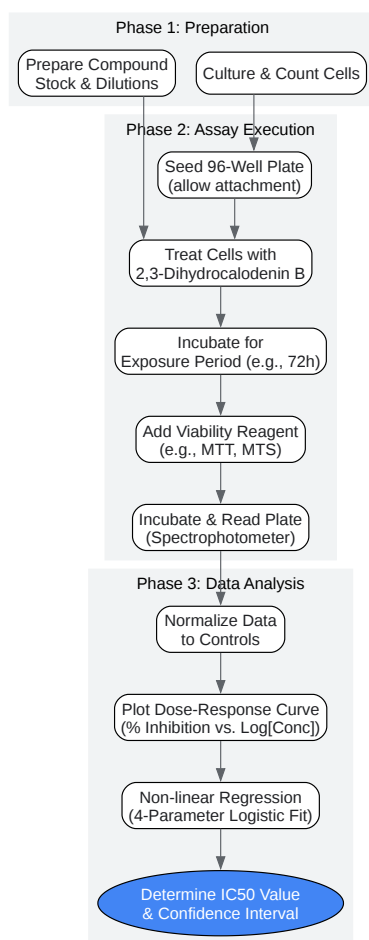 Phase 1: Preparation
Prepare Compound
Stock & Dilutions
Culture & Count Cells
Phase 2: Assay Execution
Seed 96-Well Plate
(allow attachment)
Treat Cells with
2,3-Dihydrocalodenin B
Incubate for
Exposure Period (e.g., 72h)
Add Viability Reagent
(e.g., MTT, MTS)
Incubate & Read Plate
(Spectrophotometer)
Phase 3: Data Analysis
Normalize Data
to Controls
Plot Dose-Response Curve
(% Inhibition vs. Log[Conc])
Non-linear Regression
(4-Parameter Logistic Fit)
Determine IC50 Value
& Confidence Interval